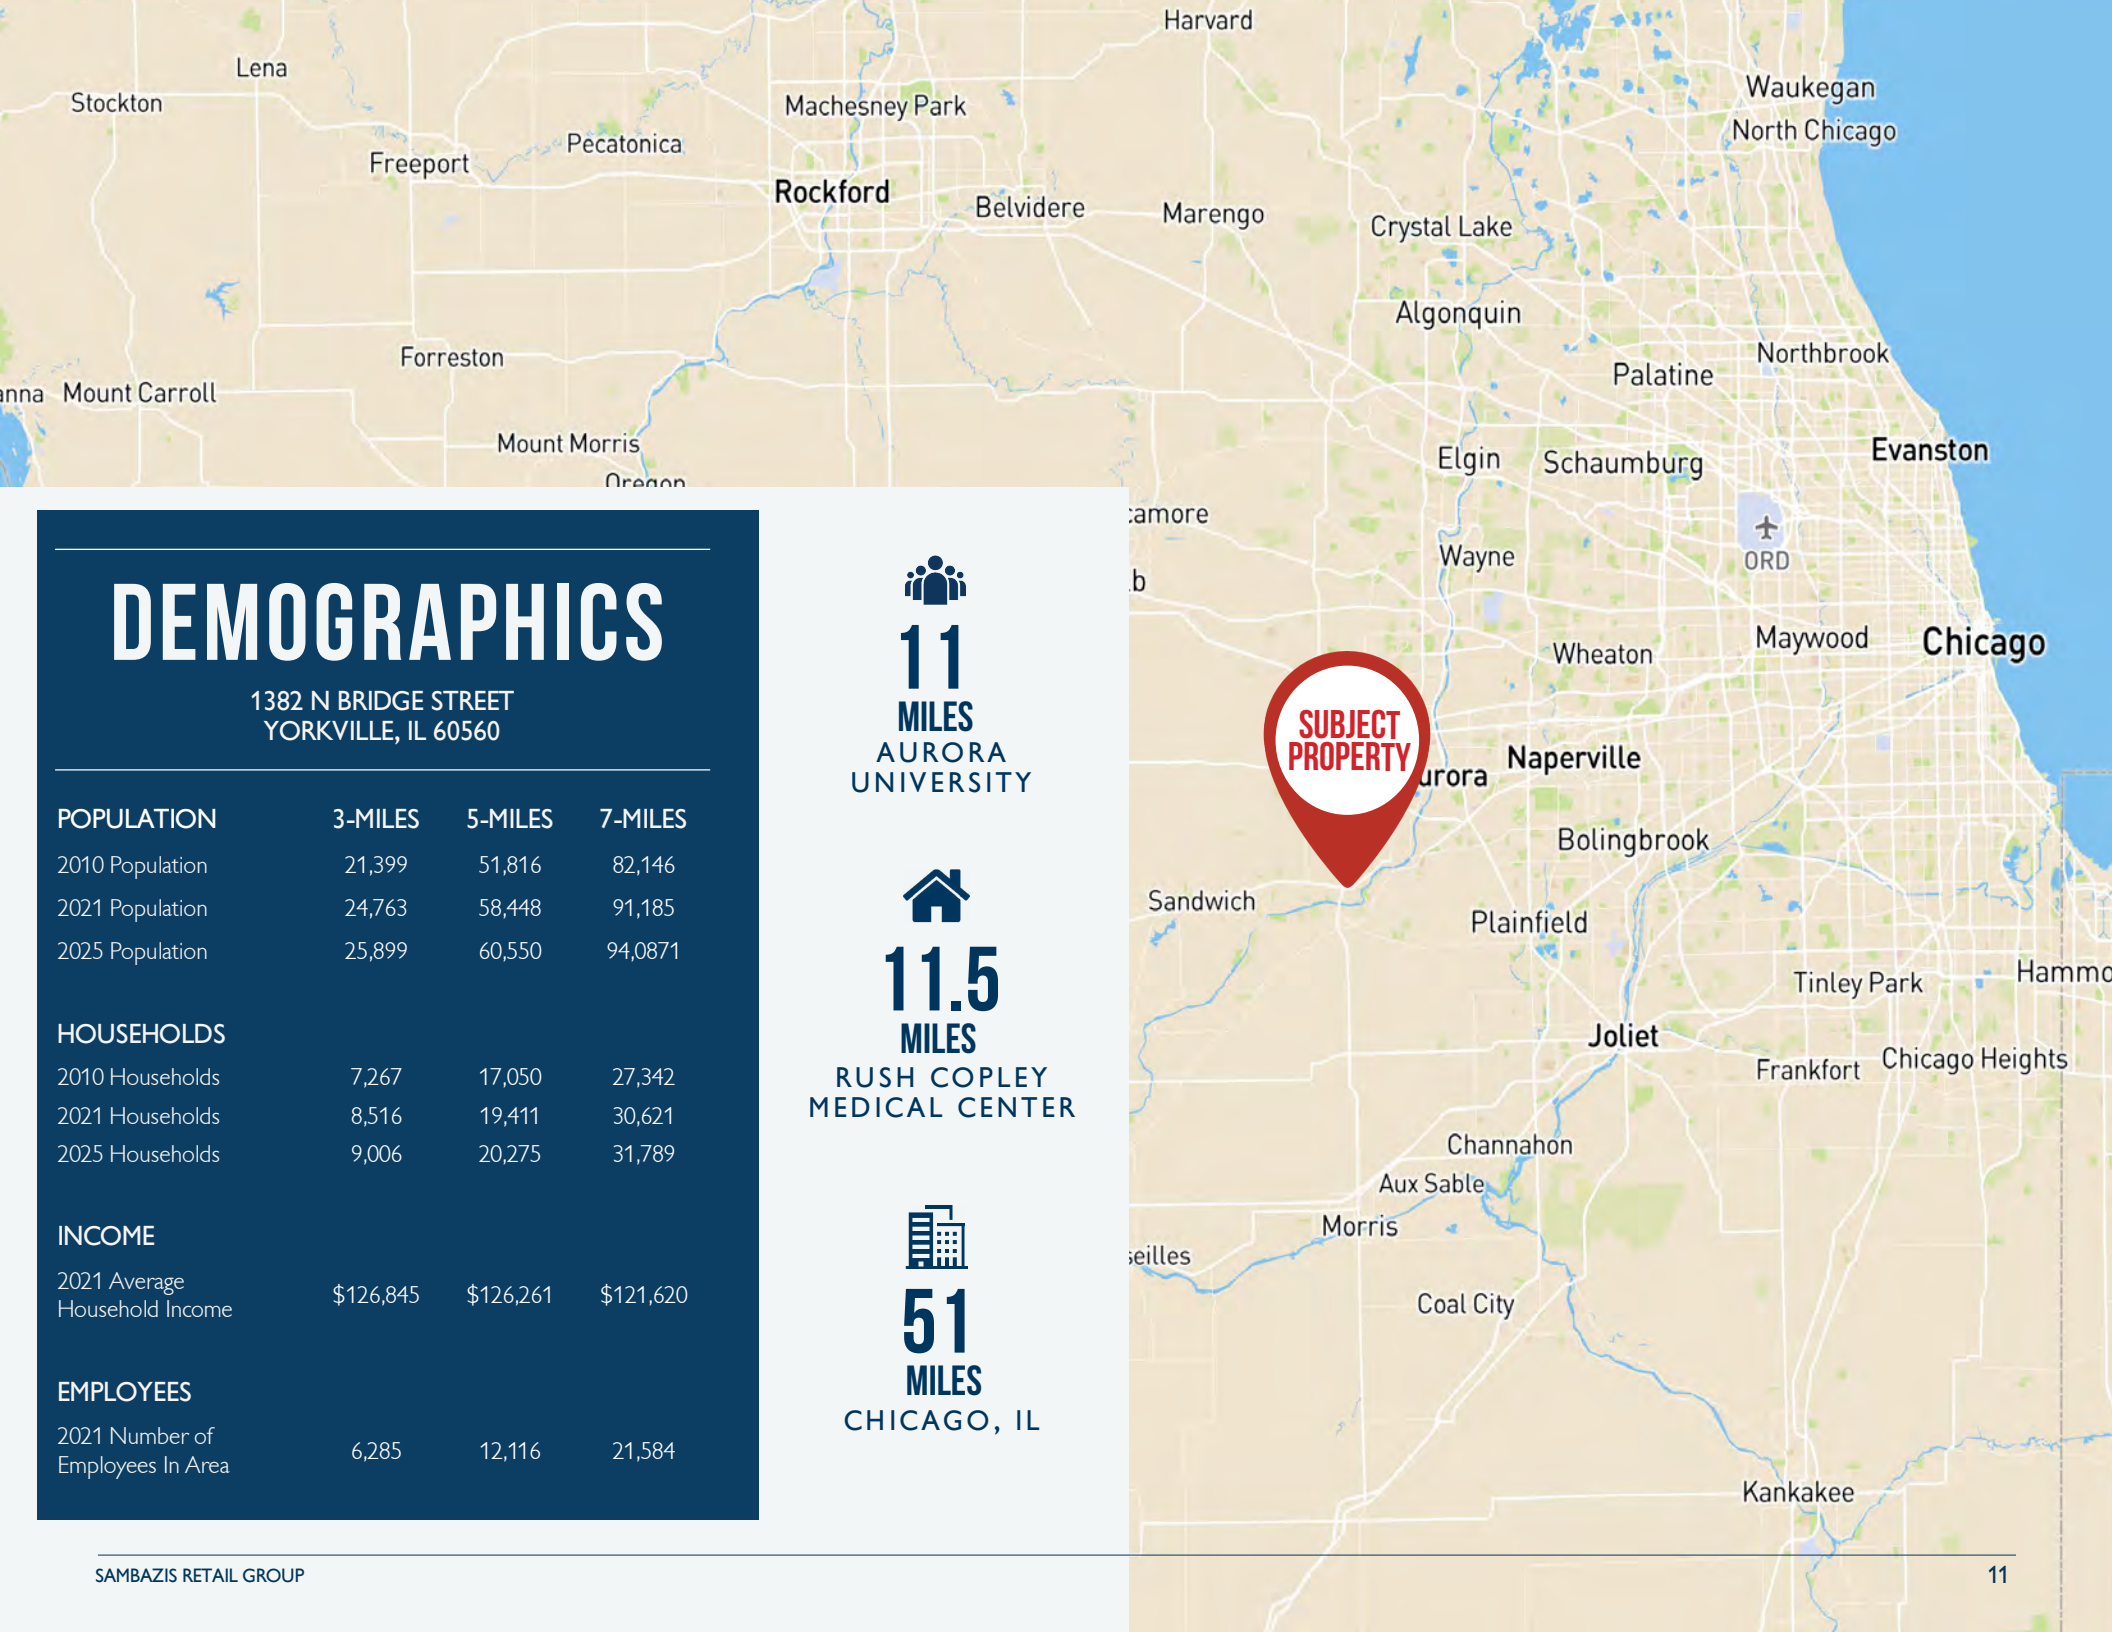 Harvard
Lena
Stockton
Waukegan
Machesney Park
North Chicago
Pecatonica
Freeport
Rockford
Belvidere
Marengo
Crystal Lake
Algonquin
Northbrook
Forreston
Palatine
anna
Mount Carroll
Mount Morris
Evanston
Elgin
Schaumburg
Oregon
camore
Wayne
ORD
b
Maywood
Chicago
Wheaton
SUBJECT
PROPERTY
urora
Naperville
Bolingbrook
Sandwich
Plainfield
Tinley Park
Hammo
Joliet
Frankfort
Chicago Heights
Channahon
Aux Sable
Morris
seilles
Coal City
Kankakee
DEMOGRAPHICS
1382 N BRIDGE STREET
YORKVILLE, IL 60560
POPULATION 3-MILES 5-MILES 7-MILES
2010 Population 21,399 51,816 82,146
2021 Population 24,763 58,448 91,185
2025 Population 25,899 60,550 94,0871
HOUSEHOLDS
2010 Households 7,267 17,050 27,342
2021 Households 8,516 19,411 30,621
2025 Households 9,006 20,275 31,789
INCOME
2021 Average
Household Income $126,845 $126,261 $121,620
EMPLOYEES
2021 Number of
Employees In Area 6,285 12,116 21,584
11
MILES
AURORA
UNIVERSITY
11.5
MILES
RUSH COPLEY
MEDICAL CENTER
51
MILES
CHICAGO, IL
SAMBAZIS RETAIL GROUP
11